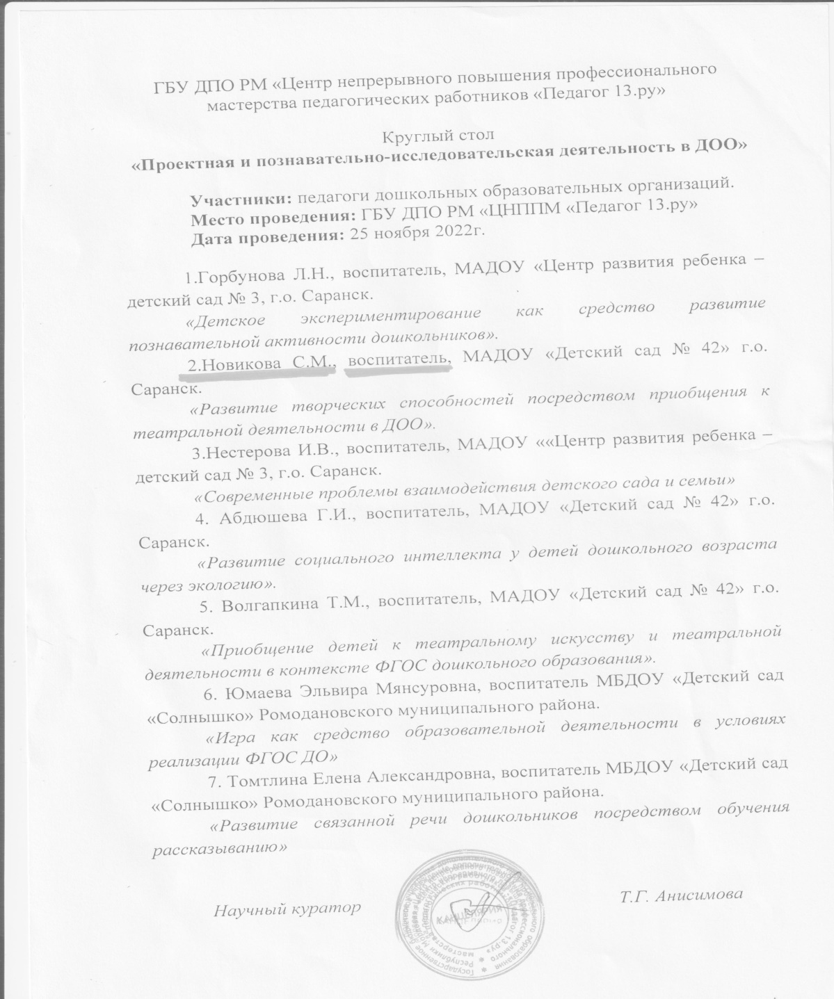 ГБУ ДПО РМ «Центр непрерывного повышения профессионального
мастерства педагогических работников «Педагог 13.ру»
Круглый стол
«Проектная и познавательно-исследовательская деятельность в ДОО»
Участники: педагоги дошкольных образовательных организаций.
Место проведения: ГБУ ДПО РМ «ЦНППМ «Педагог 13.ру»
Дата проведения: 25 ноября 2022г.
1.Горбунова Л.Н., воспитатель, МАДОУ «Центр развития ребенка –
детский сад № 3, г.о. Саранск.
«Детское экспериментирование как средство развитие
познавательной активности дошкольников».
2.Новикова С.М., воспитатель, МАДОУ «Детский сад № 42» г.о.
Саранск.
«Развитие творческих способностей посредством приобщения к
театральной деятельности в ДОО».
3.Нестерова И.В., воспитатель, МАДОУ ««Центр развития ребенка –
детский сад № 3, г.о. Саранск.
«Современные проблемы взаимодействия детского сада и семьи»
4. Абдюшева Г.И., воспитатель, МАДОУ «Детский сад № 42» г.о.
Саранск.
«Развитие социального интеллекта у детей дошкольного возраста
через экологию».
5. Волгапкина Т.М., воспитатель, МАДОУ «Детский сад № 42» г.о.
Саранск.
«Приобщение детей к театральному искусству и театральной
деятельности в контексте ФГОС дошкольного образования».
6. Юмаева Эльвира Мянсуровна, воспитатель МБДОУ «Детский сад
«Солнышко» Ромодановского муниципального района.
«Игра как средство образовательной деятельности в условиях
реализации ФГОС ДО»
7. Томтлина Елена Александровна, воспитатель МБДОУ «Детский сад
«Солнышко» Ромодановского муниципального района.
«Развитие связанной речи дошкольников посредством обучения
рассказыванию»
Научный куратор
Т.Г. Анисимова
КАНЦЕЛЯРИЯ